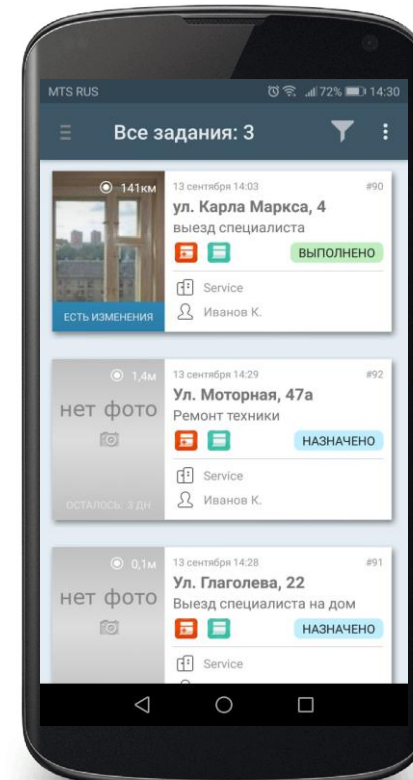 MTS RUS 72% 14:30
Все задания: 3
141км
13 сентября 14:03 #90
ул. Карла Маркса, 4
выезд специалиста
ВЫПОЛНЕНО
Service
Иванов К.
ЕСТЬ ИЗМЕНЕНИЯ
1,4м
13 сентября 14:29 #92
Ул. Моторная, 47а
Ремонт техники
нет фото
НАЗНАЧЕНО
Service
Иванов К.
ОСТАЛОСЬ: 3 ДН
0,1м
13 сентября 14:28 #91
Ул. Глаголева, 22
Выезд специалиста на дом
нет фото
НАЗНАЧЕНО
Service